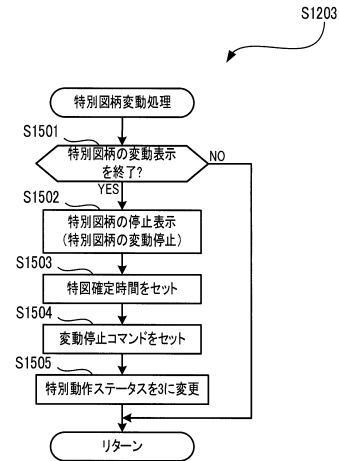 S1203
特別図柄変動処理
S1501
特別図柄の変動表示
を終了?
NO
YES
S1502
特別図柄の停止表示
(特別図柄の変動停止)
S1503
特図確定時間をセット
S1504
変動停止コマンドをセット
S1505
特別動作ステータスを3に変更
リターン